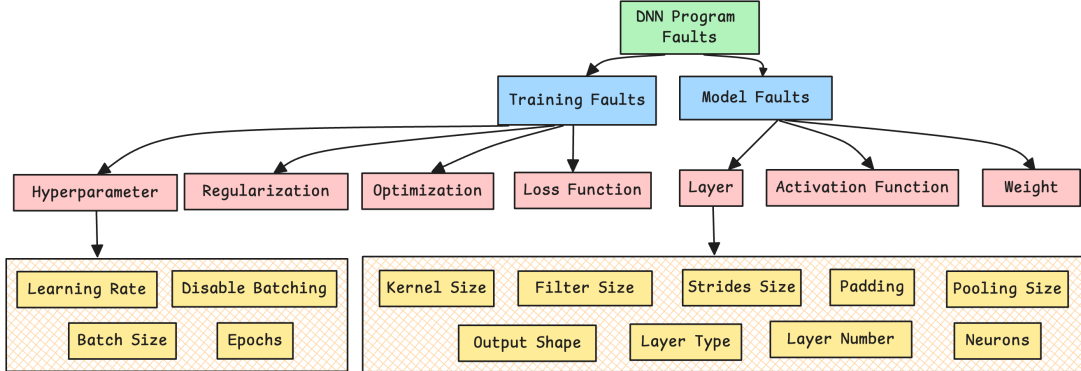 DNN Program
Faults
Training Faults
Model Faults
Hyperparameter
Regularization
Optimization
Loss Function
Layer
Activation Function
Weight
Learning Rate
Disable Batching
Batch Size
Epochs
Kernel Size
Filter Size
Strides Size
Padding
Pooling Size
Output Shape
Layer Type
Layer Number
Neurons